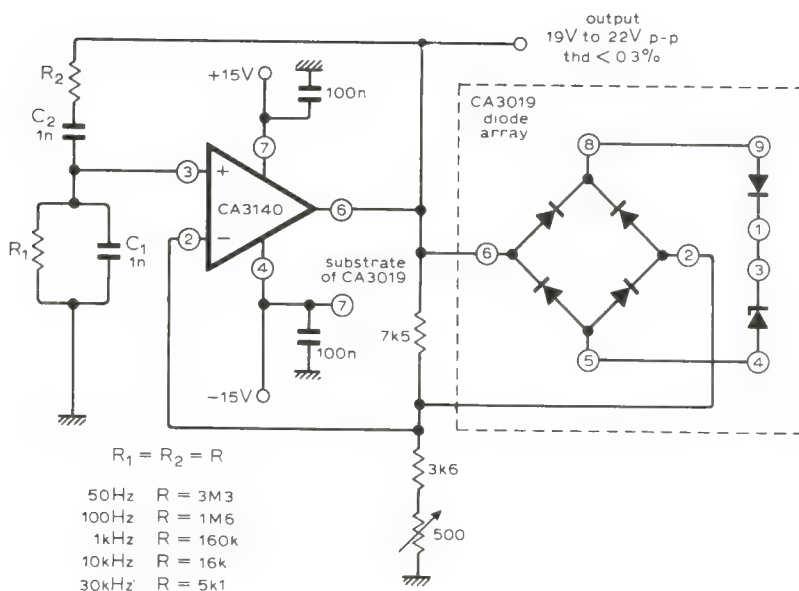 output
19V to 22V p-p
thd < 03%
R2
+15V
100n
CA3019
diode
array
C2
1n
8
9
7
3
+
CA3140
6
1
R1
C1
1n
2
−
substrate
of CA3019
6
2
3
4
7
7k5
5
4
100n
−15V
R1 = R2 = R
3k6
50Hz R = 3M3
100Hz R = 1M6
1kHz R = 160k
500
10kHz R = 16k
30kHz R = 5k1